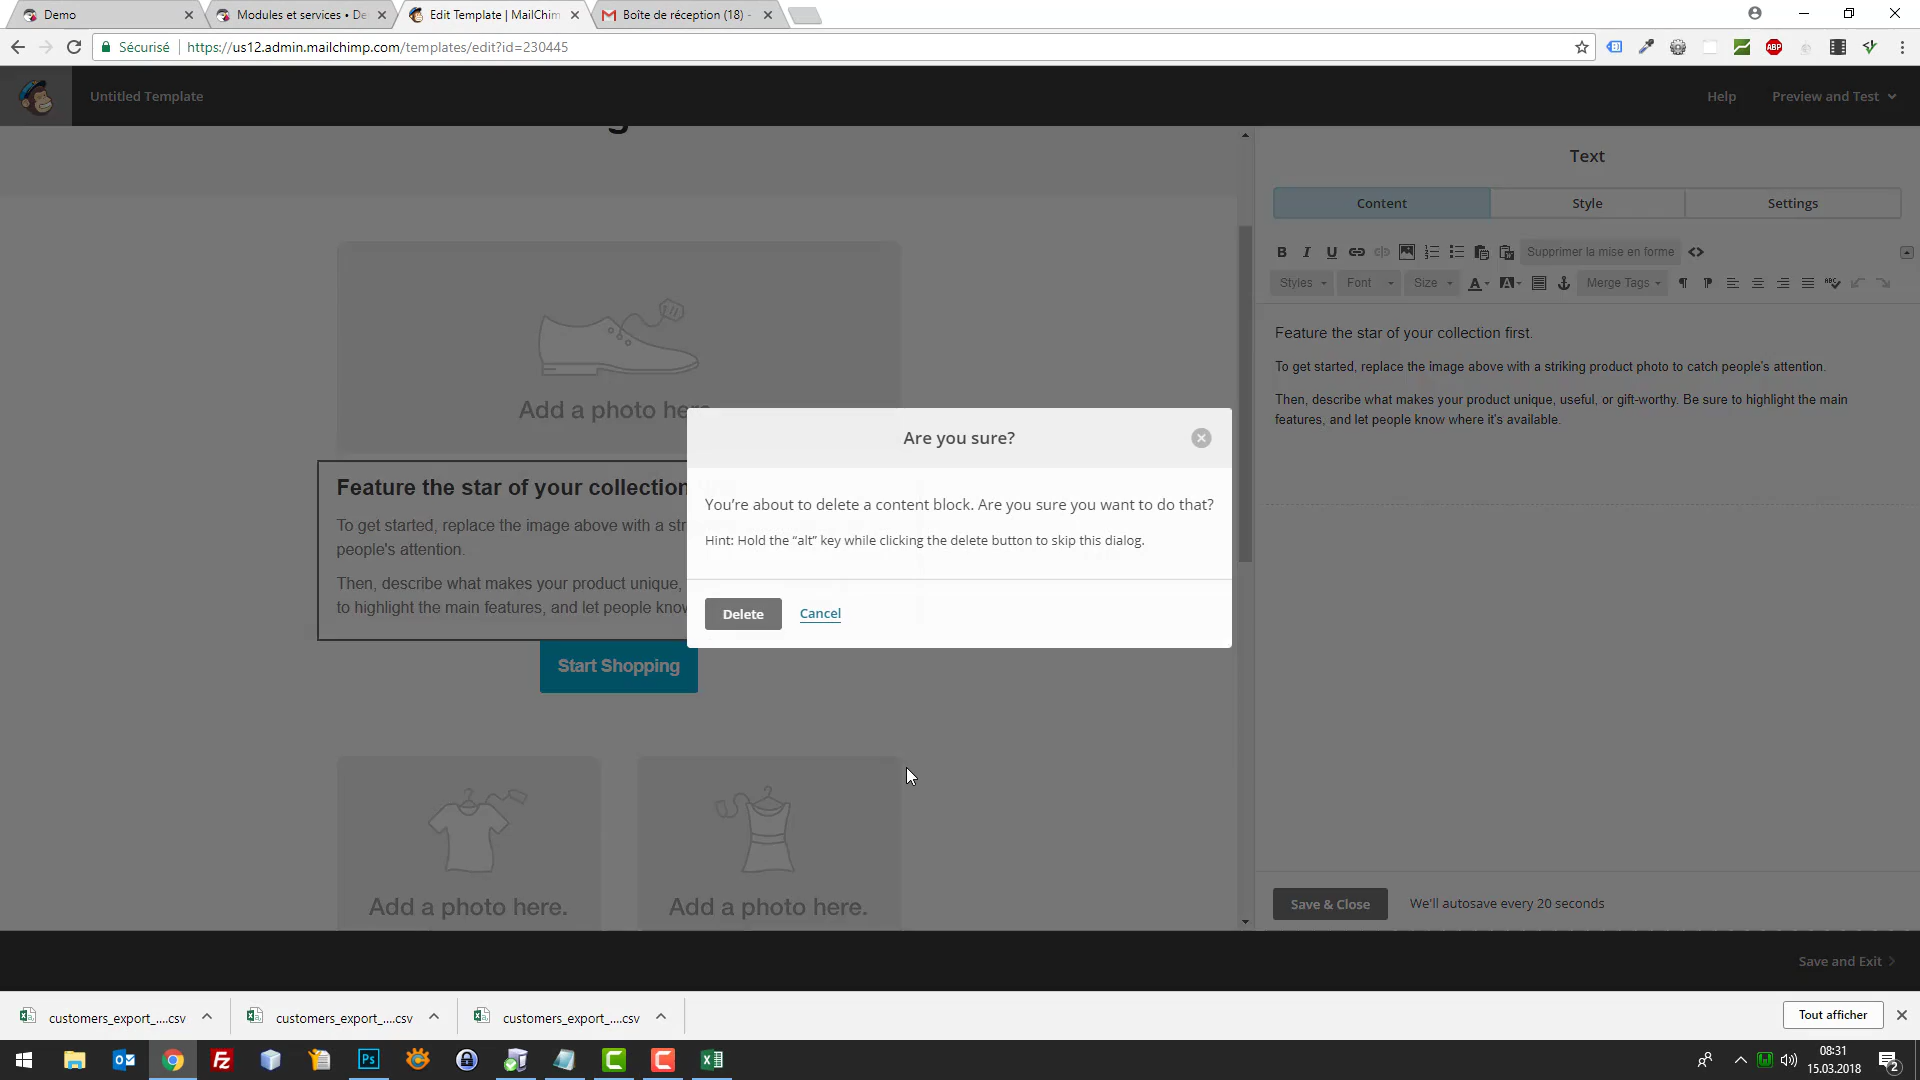 Demo
Modules et services • De
Edit Template | MailChim
Boîte de réception (18) -
Sécurisé
https://us12.admin.mailchimp.com/templates/edit?id=230445
ABP
Untitled Template
Help
Preview and Test
Text
Content
Style
Settings
B I U
Supprimer la mise en forme
Styles
Font
Size
A
A
Merge Tags
ABC
Add a photo here
Feature the star of your collection
To get started, replace the image above with a str
people's attention.
Then, describe what makes your product unique,
to highlight the main features, and let people know
Start Shopping
Are you sure?
You’re about to delete a content block. Are you sure you want to do that?
Hint: Hold the “alt” key while clicking the delete button to skip this dialog.
Delete
Cancel
Feature the star of your collection first.
To get started, replace the image above with a striking product photo to catch people's attention.
Then, describe what makes your product unique, useful, or gift-worthy. Be sure to highlight the main
features, and let people know where it's available.
Add a photo here.
Add a photo here.
Save & Close
We'll autosave every 20 seconds
Save and Exit
customers_export_....csv
customers_export_....csv
customers_export_....csv
Tout afficher
Fz
Ps
08:31
15.03.2018
2